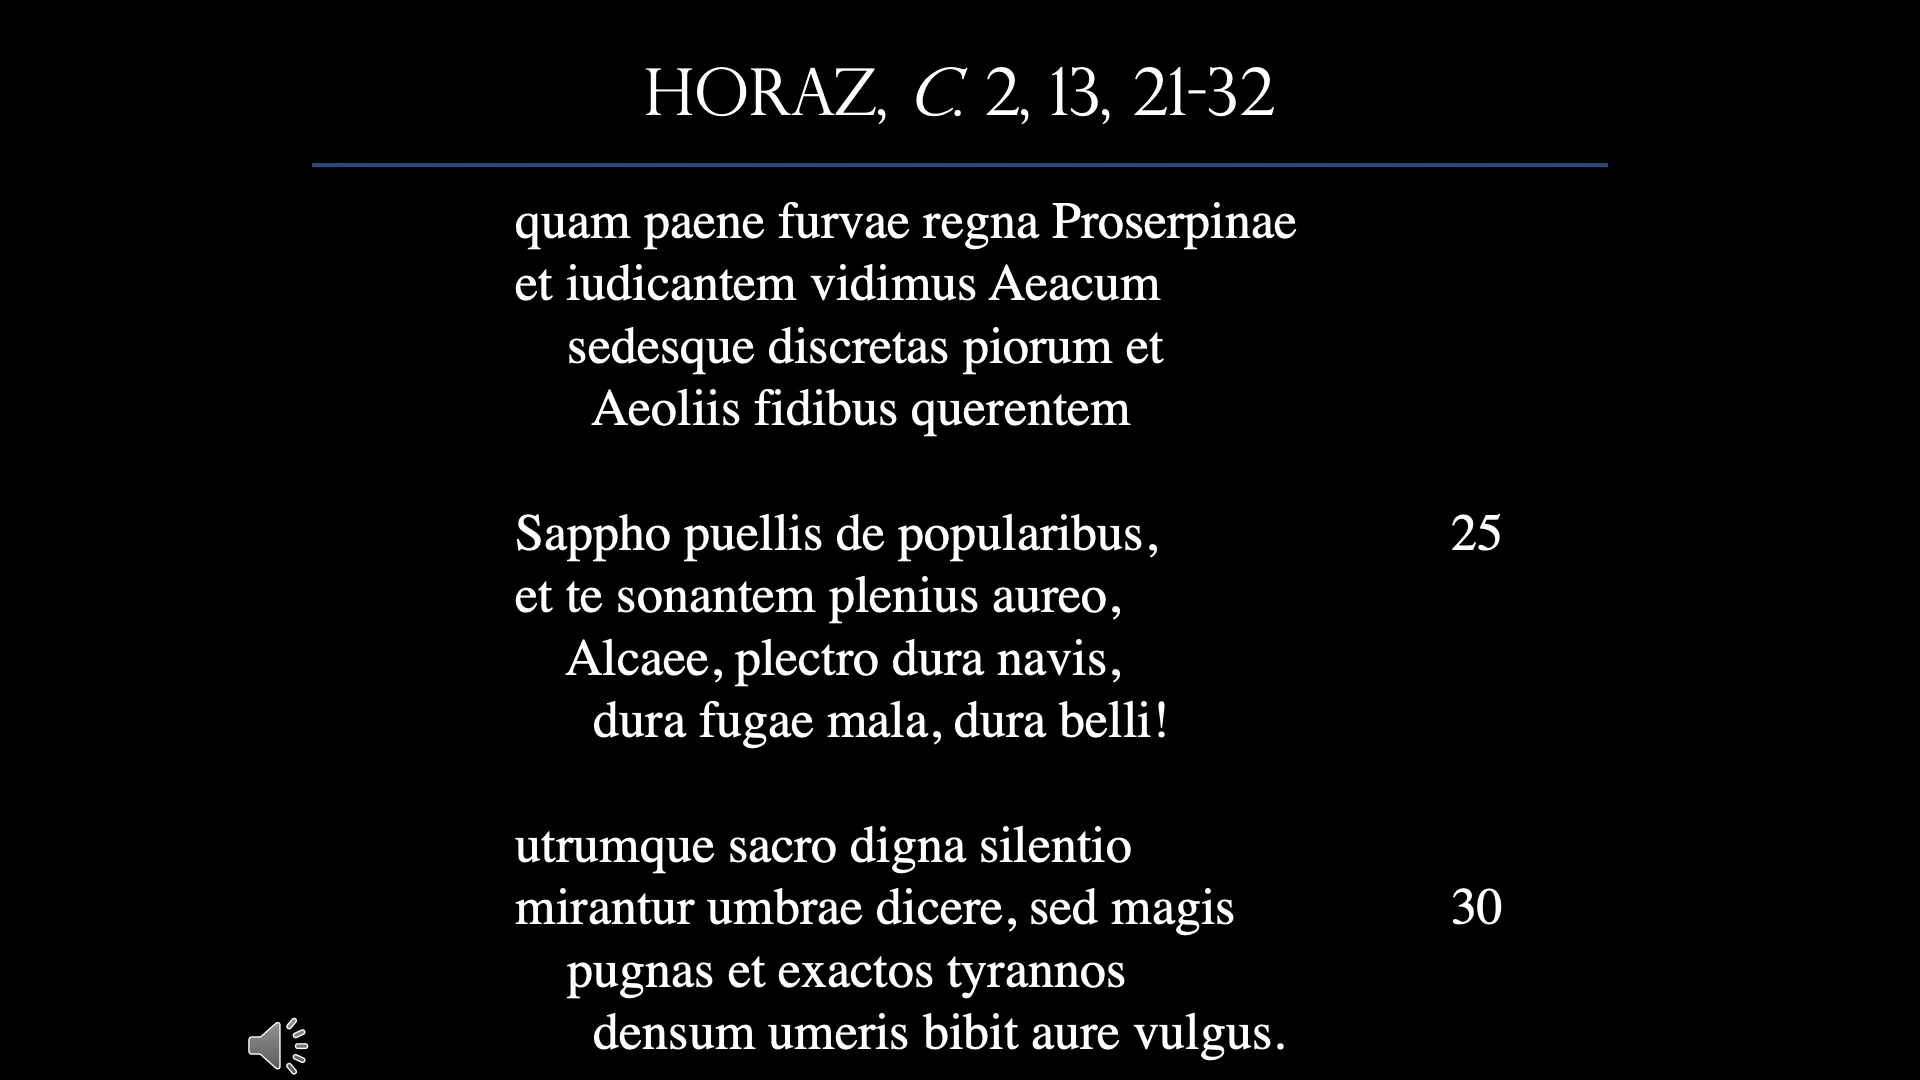 HORAZ, C. 2, 13, 21-32
quam paene furvae regna Proserpinae
et iudicantem vidimus Aeacum
sedesque discretas piorum et
Aeoliis fidibus querentem
Sappho puellis de popularibus, 25
et te sonantem plenius aureo,
Alcaee, plectro dura navis,
dura fugae mala, dura belli!
utrumque sacro digna silentio
mirantur umbrae dicere, sed magis 30
pugnas et exactos tyrannos
densum umeris bibit aure vulgus.